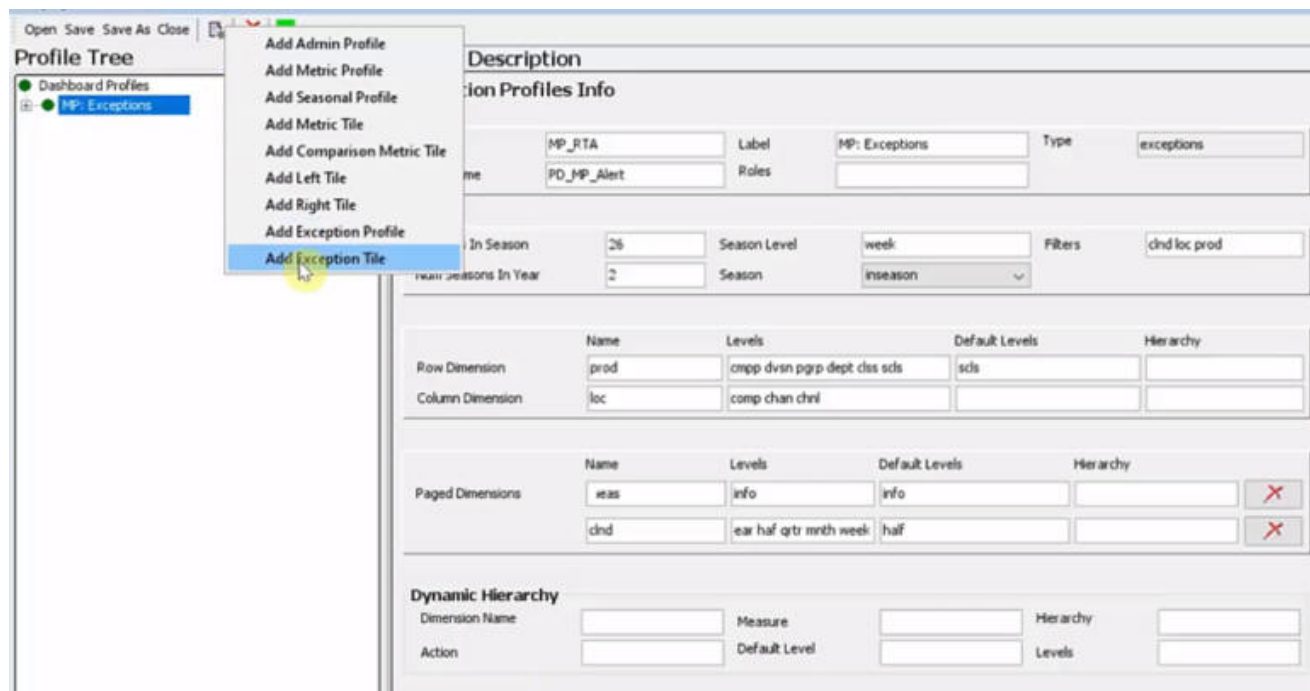 Open Save Save As Close
Profile Tree
Dashboard Profiles
MP: Exceptions
Add Admin Profile
Add Metric Profile
Add Seasonal Profile
Add Metric Tile
Add Comparison Metric Tile
Add Left Tile
Add Right Tile
Add Exception Profile
Add Exception Tile
Description
tion Profiles Info
MP_RTA Label MP: Exceptions Type exceptions
me PD_MP_Alert Roles
In Season 26 Season Level week Filters clnd loc prod
Num Seasons In Year 2 Season inseason
Name Levels Default Levels Hierarchy
Row Dimension prod cmpp dvsn pgrp dept clss scls scls
Column Dimension loc comp chan chnl
Name Levels Default Levels Hierarchy
Paged Dimensions eas info info
clnd ear haf qrtr mnth week half
Dynamic Hierarchy
Dimension Name Measure Hierarchy
Action Default Level Levels